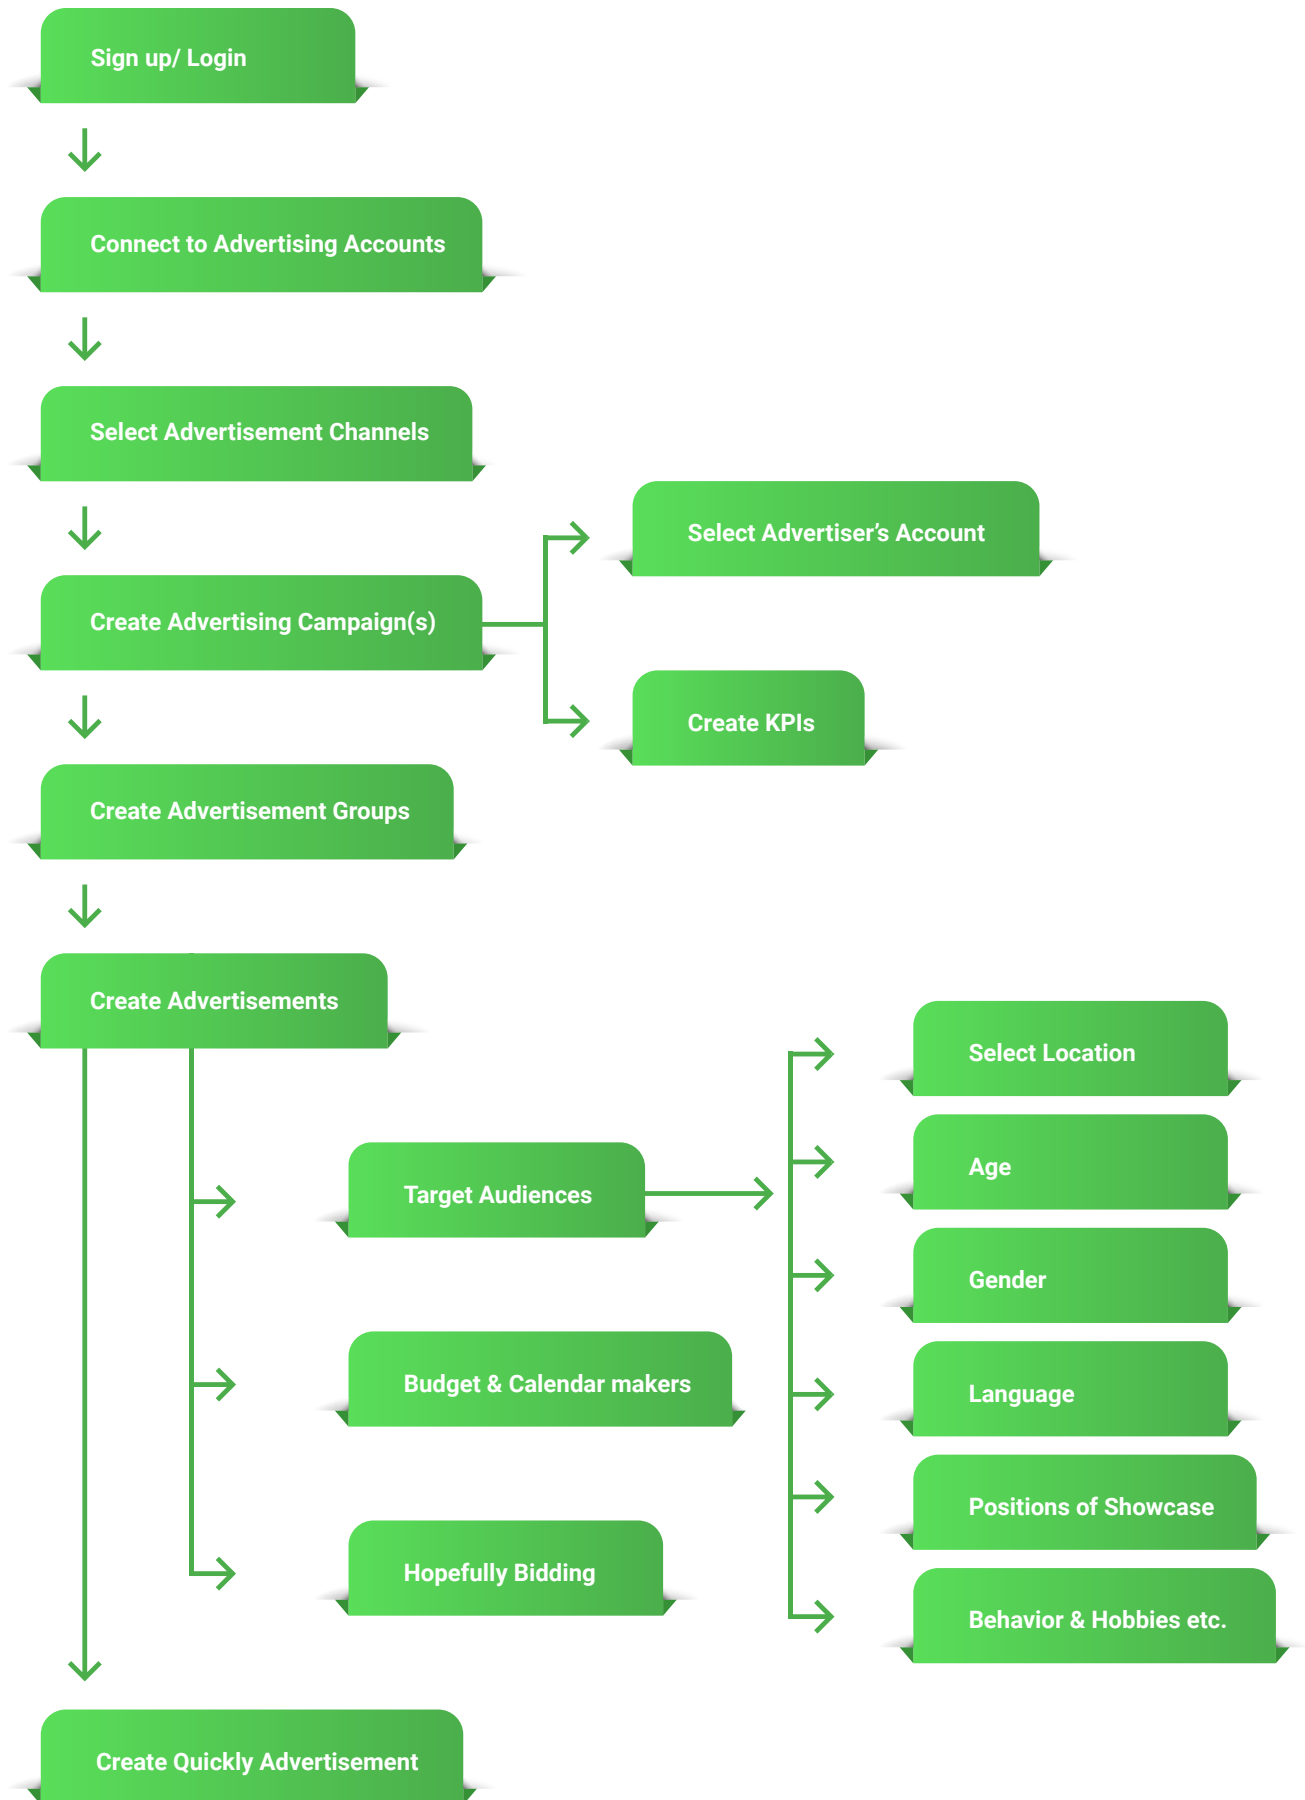 Sign up/ Login
Connect to Advertising Accounts
Select Advertisement Channels
Select Advertiser’s Account
Create Advertising Campaign(s)
Create KPIs
Create Advertisement Groups
Create Advertisements
Select Location
Age
Target Audiences
Gender
Budget & Calendar makers
Language
Positions of Showcase
Hopefully Bidding
Behavior & Hobbies etc.
Create Quickly Advertisement